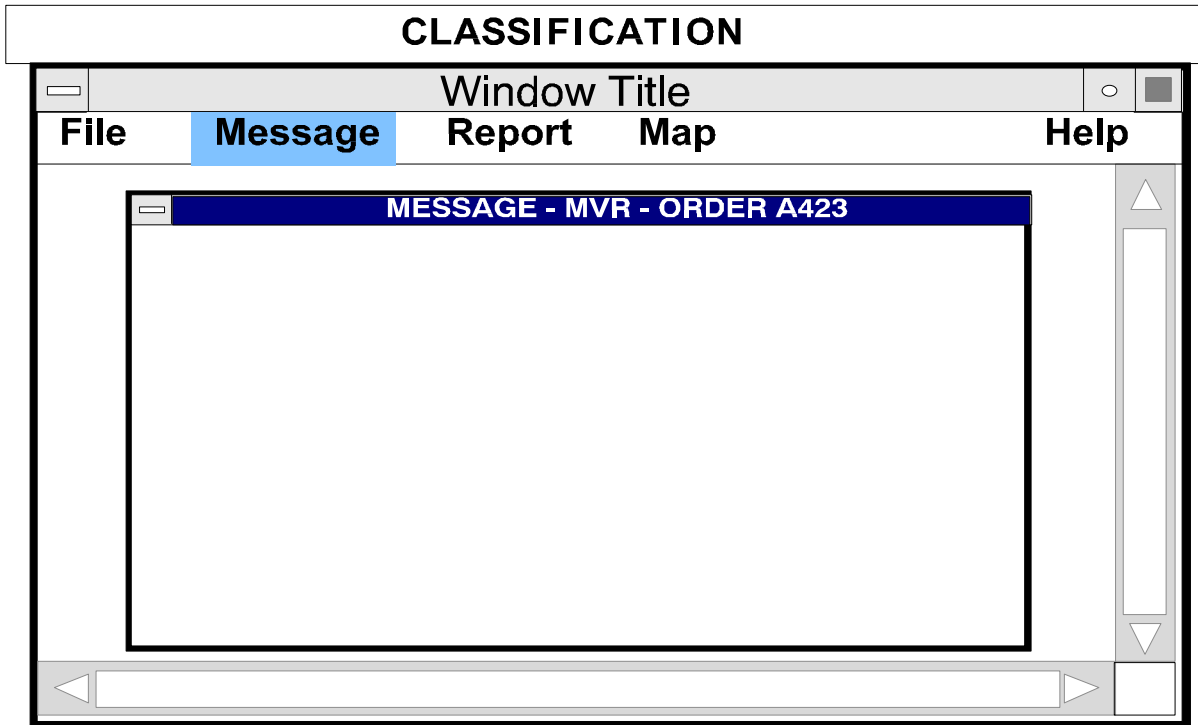 CLASSIFICATION
Window Title
File Message Report Map Help
MESSAGE - MVR - ORDER A423